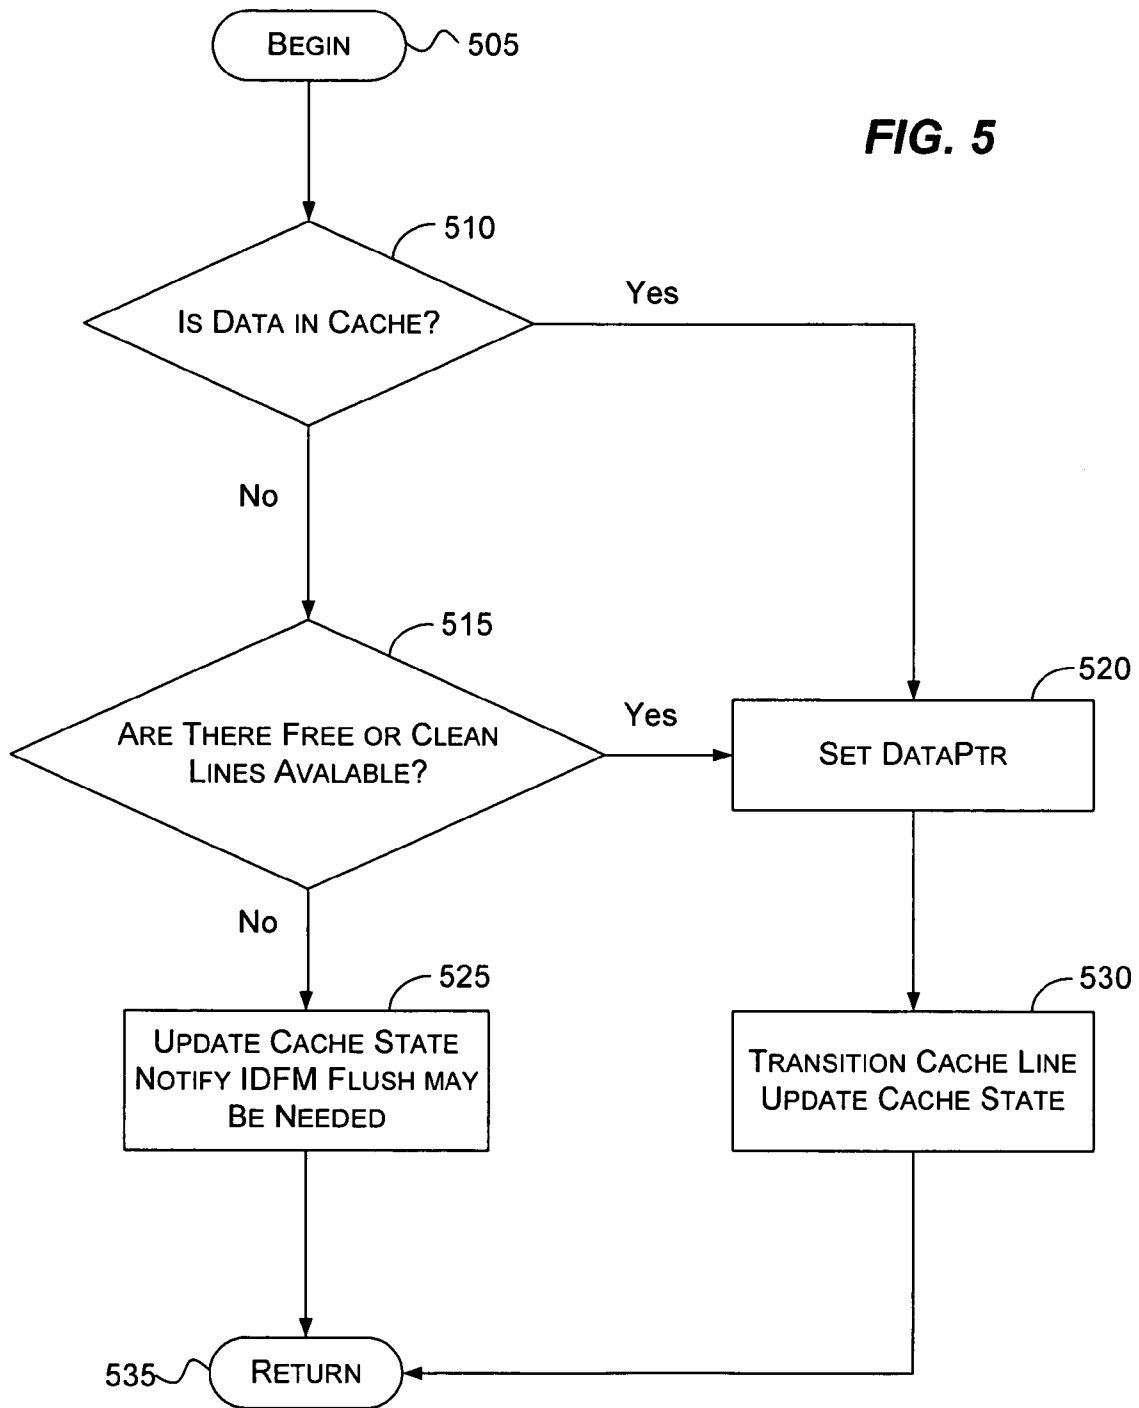 BEGIN
505
FIG. 5
510
IS DATA IN CACHE?
Yes
No
515
ARE THERE FREE OR CLEAN
LINES AVALABLE?
Yes
520
SET DATAPTR
No
525
UPDATE CACHE STATE
NOTIFY IDFM FLUSH MAY
BE NEEDED
530
TRANSITION CACHE LINE
UPDATE CACHE STATE
535
RETURN